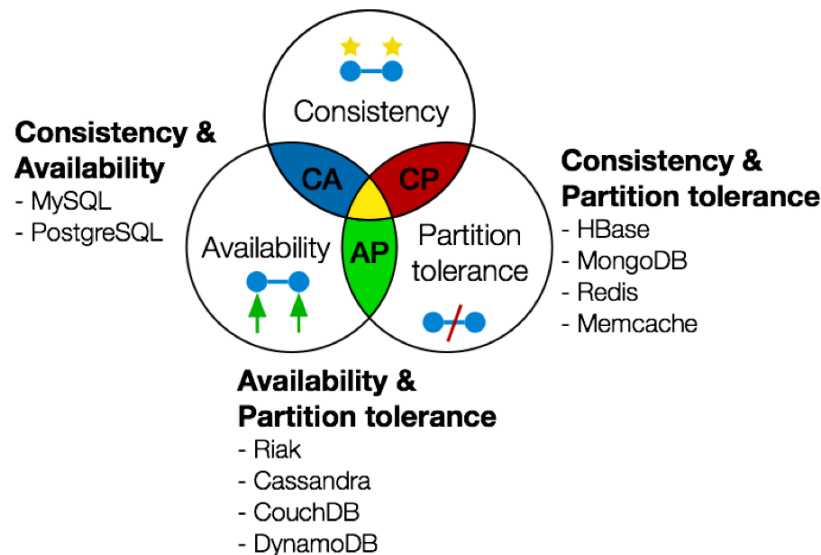 Consistency
Consistency &
Availability
- MySQL
- PostgreSQL
CA
CP
AP
Availability
Partition
tolerance
Consistency &
Partition tolerance
- HBase
- MongoDB
- Redis
- Memcache
Availability &
Partition tolerance
- Riak
- Cassandra
- CouchDB
- DynamoDB